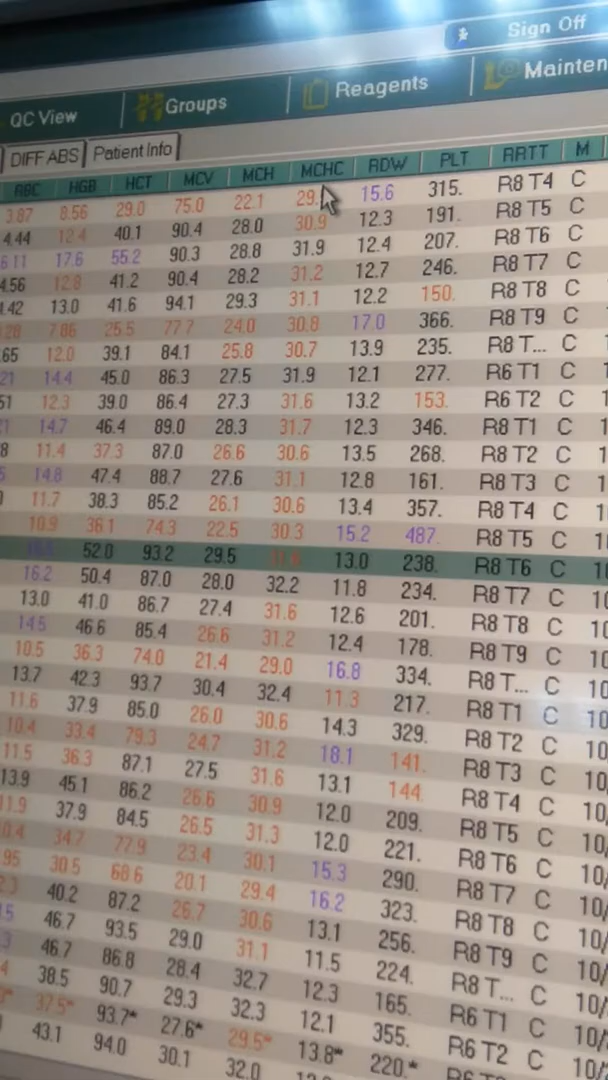 Sign Off
QC View Groups Reagents Mainten
DIFF ABS Patient Info
RBC HGB HCT MCV MCH MCHC RDW PLT RRTT M
3.87 8.56 29.0 75.0 22.1 29. 15.6 315. R8 T4 C
4.44 12.4 40.1 90.4 28.0 30.9 12.3 191. R8 T5 C
6.11 17.6 55.2 90.3 28.8 31.9 12.4 207. R8 T6 C
4.56 12.8 41.2 90.4 28.2 31.2 12.7 246. R8 T7 C
4.42 13.0 41.6 94.1 29.3 31.1 12.2 150. R8 T8 C
28 7.86 25.5 77.7 24.0 30.8 17.0 366. R8 T9 C
65 12.0 39.1 84.1 25.8 30.7 13.9 235. R8 T... C
21 14.4 45.0 86.3 27.5 31.9 12.1 277. R6 T1 C
51 12.3 39.0 86.4 27.3 31.6 13.2 153. R6 T2 C
14.7 46.4 89.0 28.3 31.7 12.3 346. R8 T1 C
8 11.4 37.3 87.0 26.6 30.6 13.5 268. R8 T2 C
14.8 47.4 88.7 27.6 31.1 12.8 161. R8 T3 C
11.7 38.3 85.2 26.1 30.6 13.4 357. R8 T4 C
10.9 36.1 74.3 22.5 30.3 15.2 487. R8 T5 C
52.0 93.2 29.5 13.0 238. R8 T6 C
16.2 50.4 87.0 28.0 32.2 11.8 234. R8 T7 C 10
13.0 41.0 86.7 27.4 31.6 12.6 201. R8 T8 C 10
14.5 46.6 85.4 26.6 31.2 12.4 178. R8 T9 C 10
10.5 36.3 74.0 21.4 29.0 16.8 334. R8 T... C 10
13.7 42.3 93.7 30.4 32.4 11.3 217. R8 T1 C 10
11.6 37.9 85.0 26.0 30.6 14.3 329. R8 T2 C 10
10.4 33.4 79.3 24.7 31.2 18.1 141. R8 T3 C 10
11.5 36.3 87.1 27.5 31.6 13.1 144. R8 T4 C 10,
13.9 45.1 86.2 26.6 30.9 12.0 209. R8 T5 C 10,
11.9 37.9 84.5 26.5 31.3 12.0 221. R8 T6 C 10,
10.4 34.7 77.9 23.4 30.1 15.3 290. R8 T7 C 10,
95 30.5 68.6 20.1 29.4 16.2 323. R8 T8 C 10,
40.2 87.2 26.7 30.6 13.1 256. R8 T9 C 10/
46.7 93.5 29.0 31.1 11.5 224. R8 T... C 10/
46.7 86.8 28.4 32.7 12.3 165. R6 T1 C 10/
38.5 90.7 29.3 32.3 12.1 355. R6 T2 C 10/
37.5* 93.7* 27.6* 29.5* 13.8* 220.*
43.1 94.0 30.1 32.0